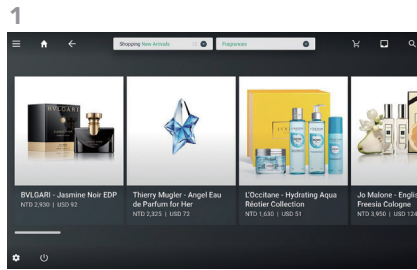 1
Shopping New Arrivals
Fragrances
BVLGARI
BVLGARI - Jasmine Noir EDP
NTD 2,930 | USD 92
Thierry Mugler - Angel Eau
de Parfum for Her
NTD 2,325 | USD 72
L'Occitane - Hydrating Aqua
Réotier Collection
NTD 1,630 | USD 51
Jo Malone - Englis
Freesia Cologne
NTD 3,950 | USD 124